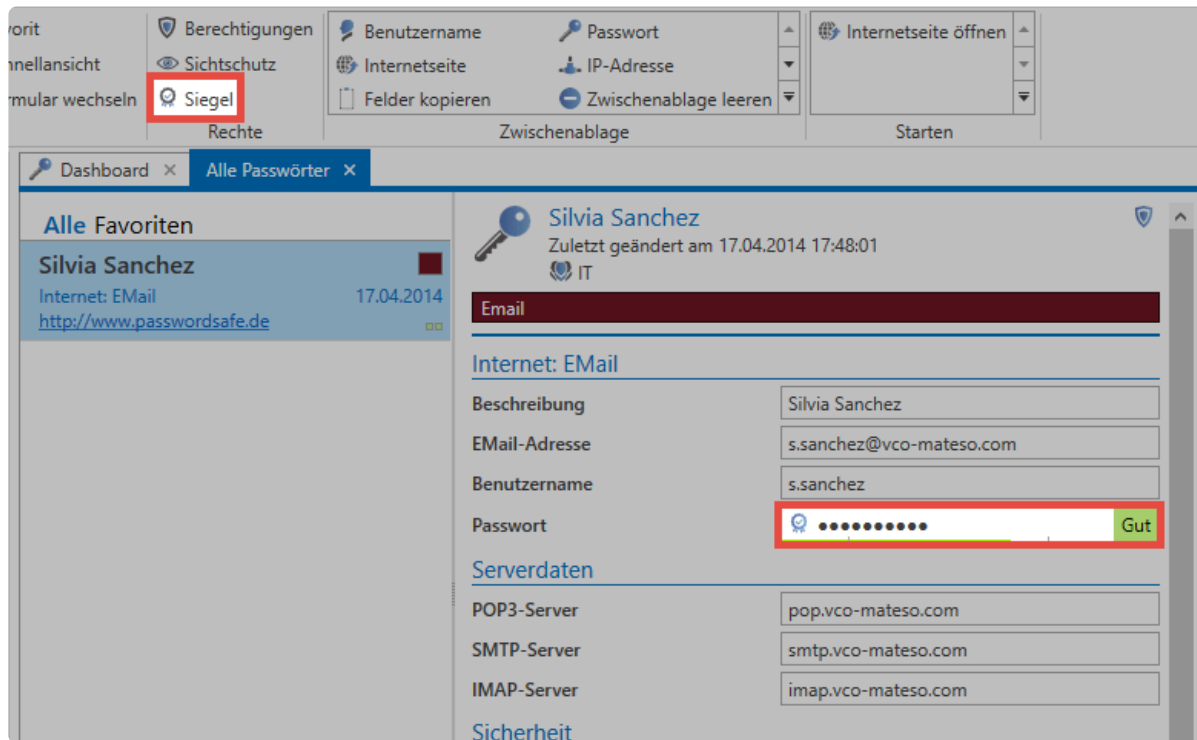 vorit
Berechtigungen
Benutzername
Passwort
Internetseite öffnen
nnellansicht
Sichtschutz
Internetseite
IP-Adresse
rmular wechseln
Siegel
Felder kopieren
Zwischenablage leeren
Rechte
Zwischenablage
Starten
Dashboard
Alle Passwörter
Alle Favoriten
Silvia Sanchez
Internet: EMail
17.04.2014
http://www.passwordsafe.de
Silvia Sanchez
Zuletzt geändert am 17.04.2014 17:48:01
IT
Email
Internet: EMail
Beschreibung Silvia Sanchez
EMail-Adresse s.sanchez@vco-mateso.com
Benutzername s.sanchez
Passwort •••••••••• Gut
Serverdaten
POP3-Server pop.vco-mateso.com
SMTP-Server smtp.vco-mateso.com
IMAP-Server imap.vco-mateso.com
Sicherheit